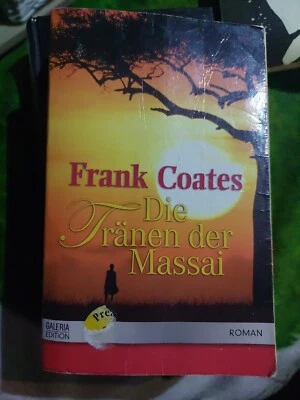 Frank Coates
Die
Tränen der
Massai
GALERIA
EDITION
ROMAN